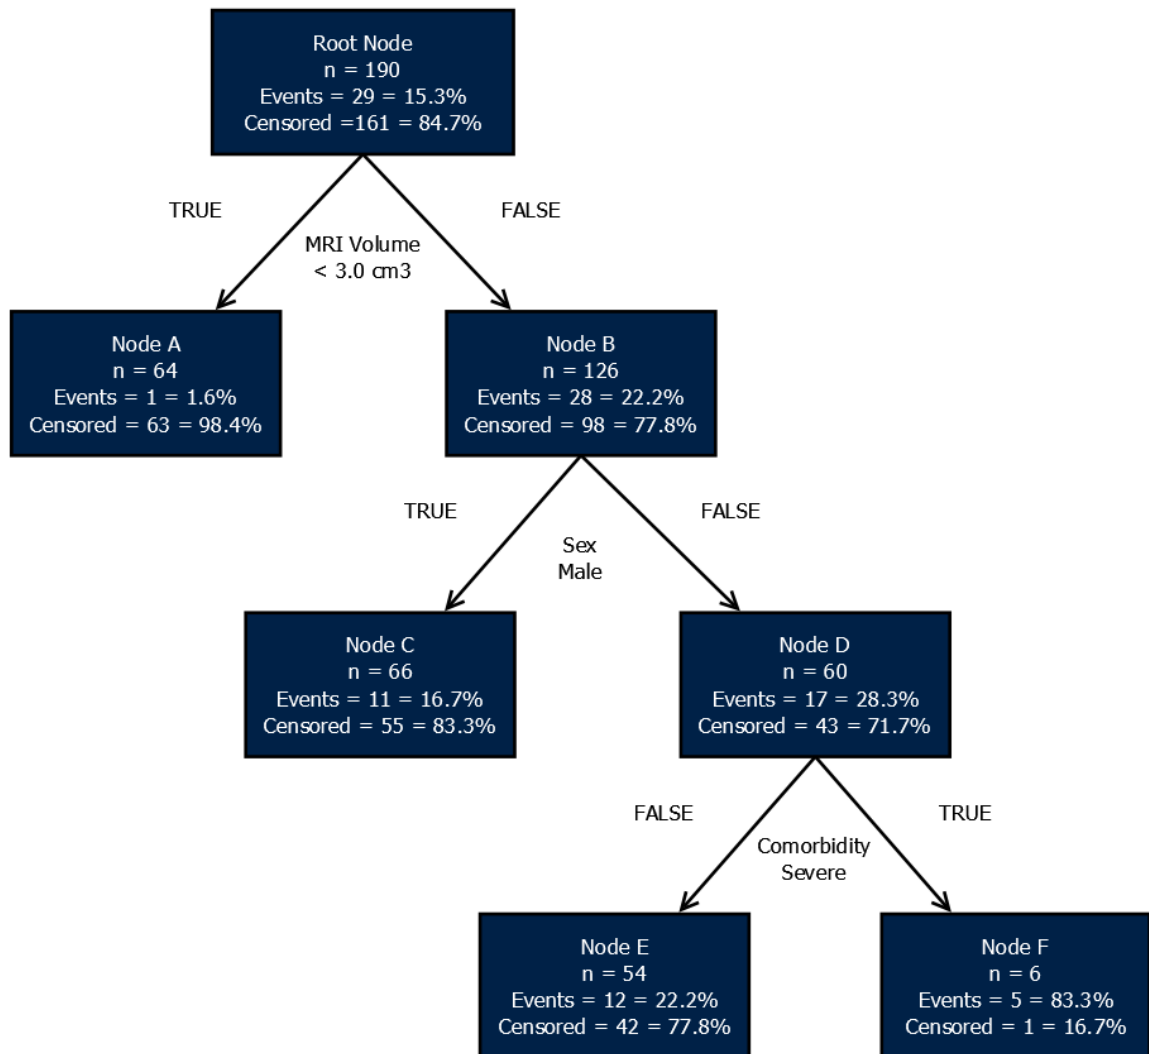 Root Node
n = 190
Events = 29 = 15.3%
Censored =161 = 84.7%
TRUE
FALSE
MRI Volume
< 3.0 cm3
Node A
n = 64
Events = 1 = 1.6%
Censored = 63 = 98.4%
Node B
n = 126
Events = 28 = 22.2%
Censored = 98 = 77.8%
TRUE
FALSE
Sex
Male
Node C
n = 66
Events = 11 = 16.7%
Censored = 55 = 83.3%
Node D
n = 60
Events = 17 = 28.3%
Censored = 43 = 71.7%
FALSE
TRUE
Comorbidity
Severe
Node E
n = 54
Events = 12 = 22.2%
Censored = 42 = 77.8%
Node F
n = 6
Events = 5 = 83.3%
Censored = 1 = 16.7%